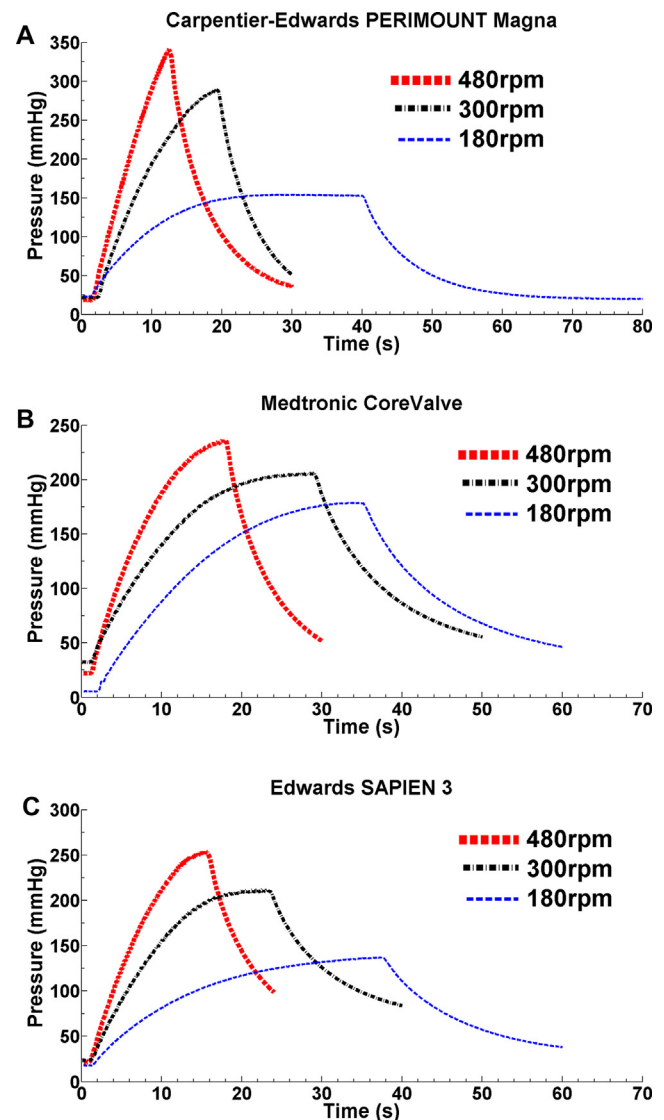 A
Carpentier-Edwards PERIMOUNT Magna
350
300
250
200
150
100
50
0
Pressure (mmHg)
480rpm
300rpm
180rpm
0 10 20 30 40 50 60 70 80
Time (s)
B
Medtronic CoreValve
250
200
150
100
50
0
Pressure (mmHg)
480rpm
300rpm
180rpm
0 10 20 30 40 50 60 70
Time (s)
C
Edwards SAPIEN 3
300
250
200
150
100
50
0
Pressure (mmHg)
480rpm
300rpm
180rpm
0 10 20 30 40 50 60 70
Time (s)